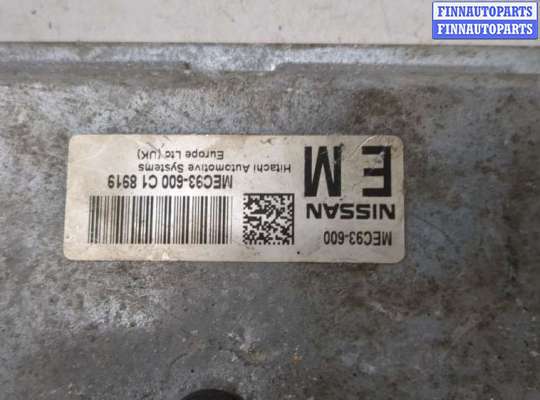 FINNAUTOPARTS
FINNAUTOPARTS
MEC93-600
NISSAN
E M
MEC93-600 C1 8919
Hitachi Automotive Systems
Europe Ltd (UK)